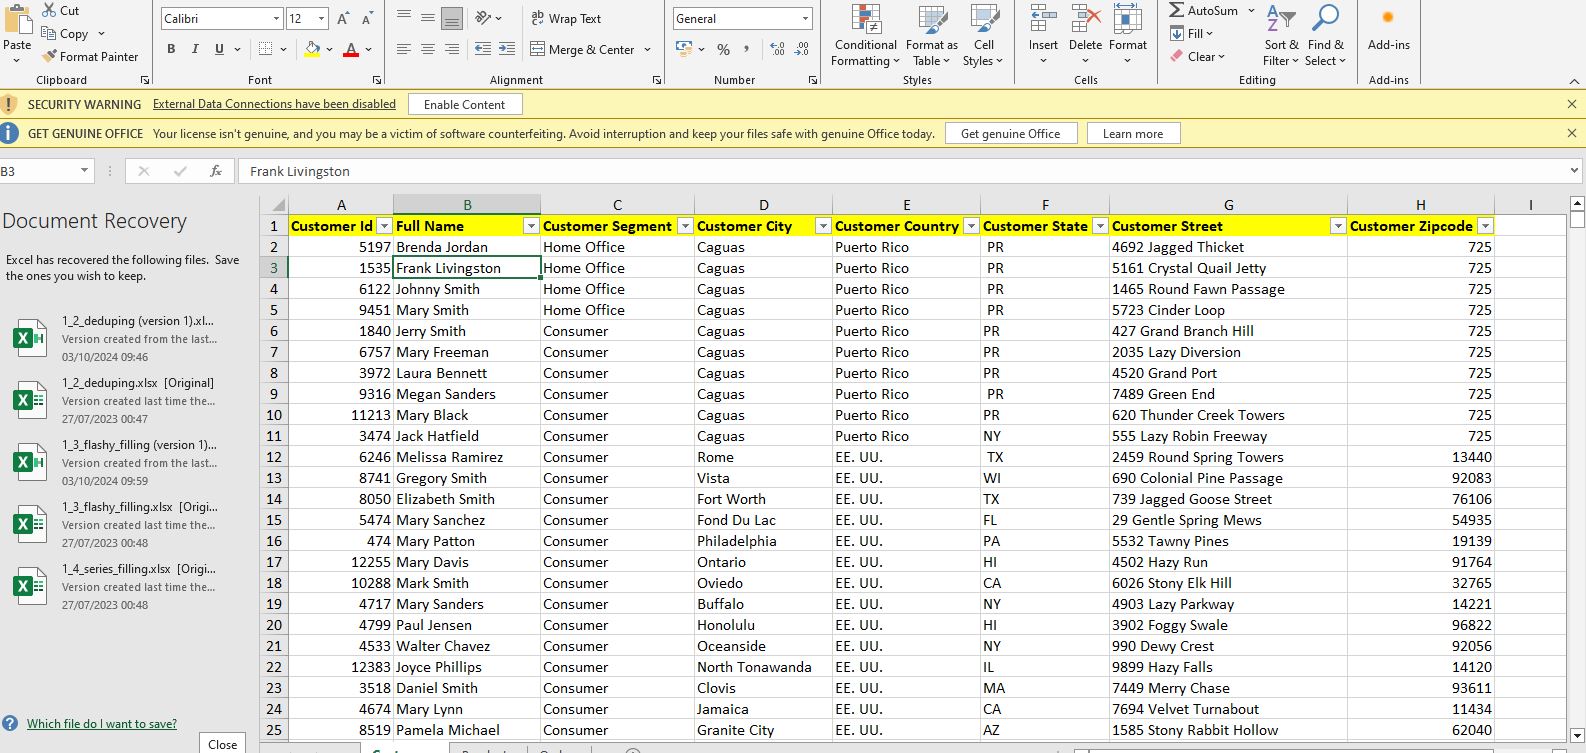 Cut
Copy
Paste
Format Painter
Clipboard
Calibri 12 A A
B I U A
Font
ab Wrap Text
Merge & Center
Alignment
General
% ,
Number
Conditional Formatting
Format as Table
Cell Styles
Styles
Insert Delete Format
Cells
AutoSum
Fill
Clear
Sort & Filter
Find & Select
Editing
Add-ins
Add-ins
SECURITY WARNING External Data Connections have been disabled Enable Content
GET GENUINE OFFICE Your license isn't genuine, and you may be a victim of software counterfeiting. Avoid interruption and keep your files safe with genuine Office today. Get genuine Office Learn more
B3 fx Frank Livingston
Document Recovery
Excel has recovered the following files. Save
the ones you wish to keep.
1_2_deduping (version 1).xl...
Version created from the last...
03/10/2024 09:46
1_2_deduping.xlsx [Original]
Version created last time the...
27/07/2023 00:47
1_3_flashy_filling (version 1)...
Version created from the last...
03/10/2024 09:59
1_3_flashy_filling.xlsx [Origi...
Version created last time the...
27/07/2023 00:48
1_4_series_filling.xlsx [Origi...
Version created last time the...
27/07/2023 00:48
Which file do I want to save?
Close
A B C D E F G H I
1 Customer Id Full Name Customer Segment Customer City Customer Country Customer State Customer Street Customer Zipcode
2 5197 Brenda Jordan Home Office Caguas Puerto Rico PR 4692 Jagged Thicket 725
3 1535 Frank Livingston Home Office Caguas Puerto Rico PR 5161 Crystal Quail Jetty 725
4 6122 Johnny Smith Home Office Caguas Puerto Rico PR 1465 Round Fawn Passage 725
5 9451 Mary Smith Home Office Caguas Puerto Rico PR 5723 Cinder Loop 725
6 1840 Jerry Smith Consumer Caguas Puerto Rico PR 427 Grand Branch Hill 725
7 6757 Mary Freeman Consumer Caguas Puerto Rico PR 2035 Lazy Diversion 725
8 3972 Laura Bennett Consumer Caguas Puerto Rico PR 4520 Grand Port 725
9 9316 Megan Sanders Consumer Caguas Puerto Rico PR 7489 Green End 725
10 11213 Mary Black Consumer Caguas Puerto Rico PR 620 Thunder Creek Towers 725
11 3474 Jack Hatfield Consumer Caguas Puerto Rico NY 555 Lazy Robin Freeway 725
12 6246 Melissa Ramirez Consumer Rome EE. UU. TX 2459 Round Spring Towers 13440
13 8741 Gregory Smith Consumer Vista EE. UU. WI 690 Colonial Pine Passage 92083
14 8050 Elizabeth Smith Consumer Fort Worth EE. UU. TX 739 Jagged Goose Street 76106
15 5474 Mary Sanchez Consumer Fond Du Lac EE. UU. FL 29 Gentle Spring Mews 54935
16 474 Mary Patton Consumer Philadelphia EE. UU. PA 5532 Tawny Pines 19139
17 12255 Mary Davis Consumer Ontario EE. UU. HI 4502 Hazy Run 91764
18 10288 Mark Smith Consumer Oviedo EE. UU. CA 6026 Stony Elk Hill 32765
19 4717 Mary Sanders Consumer Buffalo EE. UU. NY 4903 Lazy Parkway 14221
20 4799 Paul Jensen Consumer Honolulu EE. UU. HI 3902 Foggy Swale 96822
21 4533 Walter Chavez Consumer Oceanside EE. UU. NY 990 Dewy Crest 92056
22 12383 Joyce Phillips Consumer North Tonawanda EE. UU. IL 9899 Hazy Falls 14120
23 3518 Daniel Smith Consumer Clovis EE. UU. MA 7449 Merry Chase 93611
24 4674 Mary Lynn Consumer Jamaica EE. UU. CA 7694 Velvet Turnabout 11434
25 8519 Pamela Michael Consumer Granite City EE. UU. AZ 1585 Stony Rabbit Hollow 62040